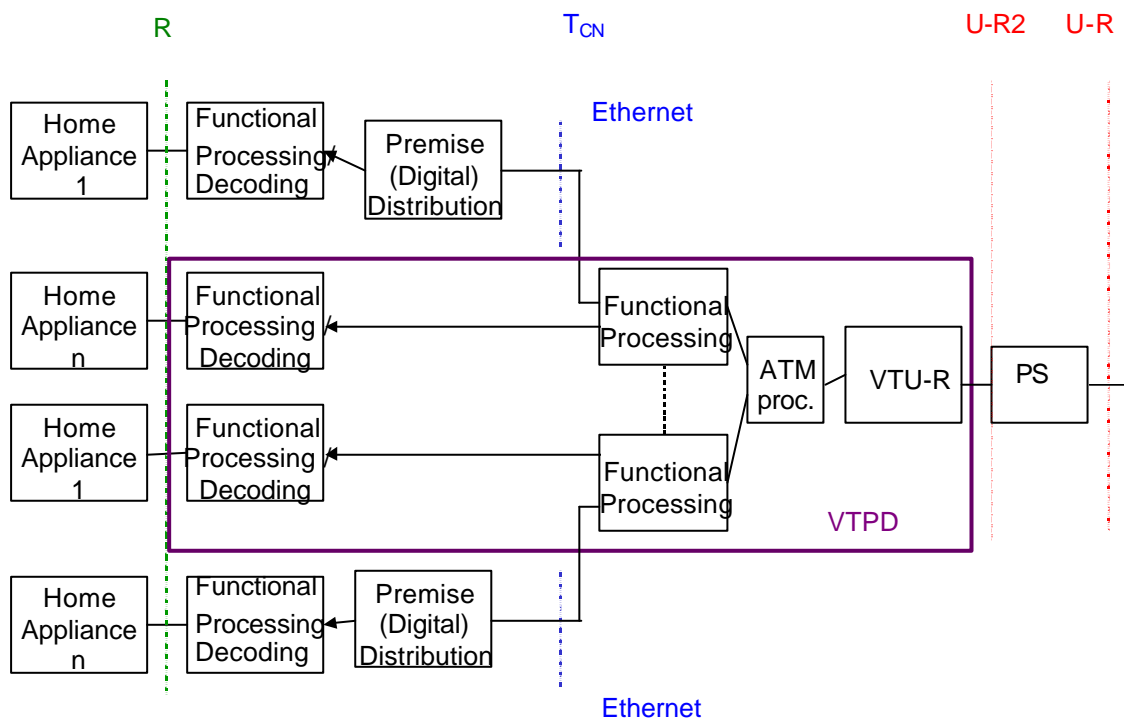 R
T_CN
U-R2
U-R
Ethernet
Home
Appliance
1
Functional
Processing/
Decoding
Premise
(Digital)
Distribution
Home
Appliance
n
Functional
Processing /
Decoding
Functional
Processing
ATM
proc.
VTU-R
PS
Home
Appliance
1
Functional
Processing /
Decoding
Functional
Processing
VTPD
Home
Appliance
n
Functional
Processing/
Decoding
Premise
(Digital)
Distribution
Ethernet